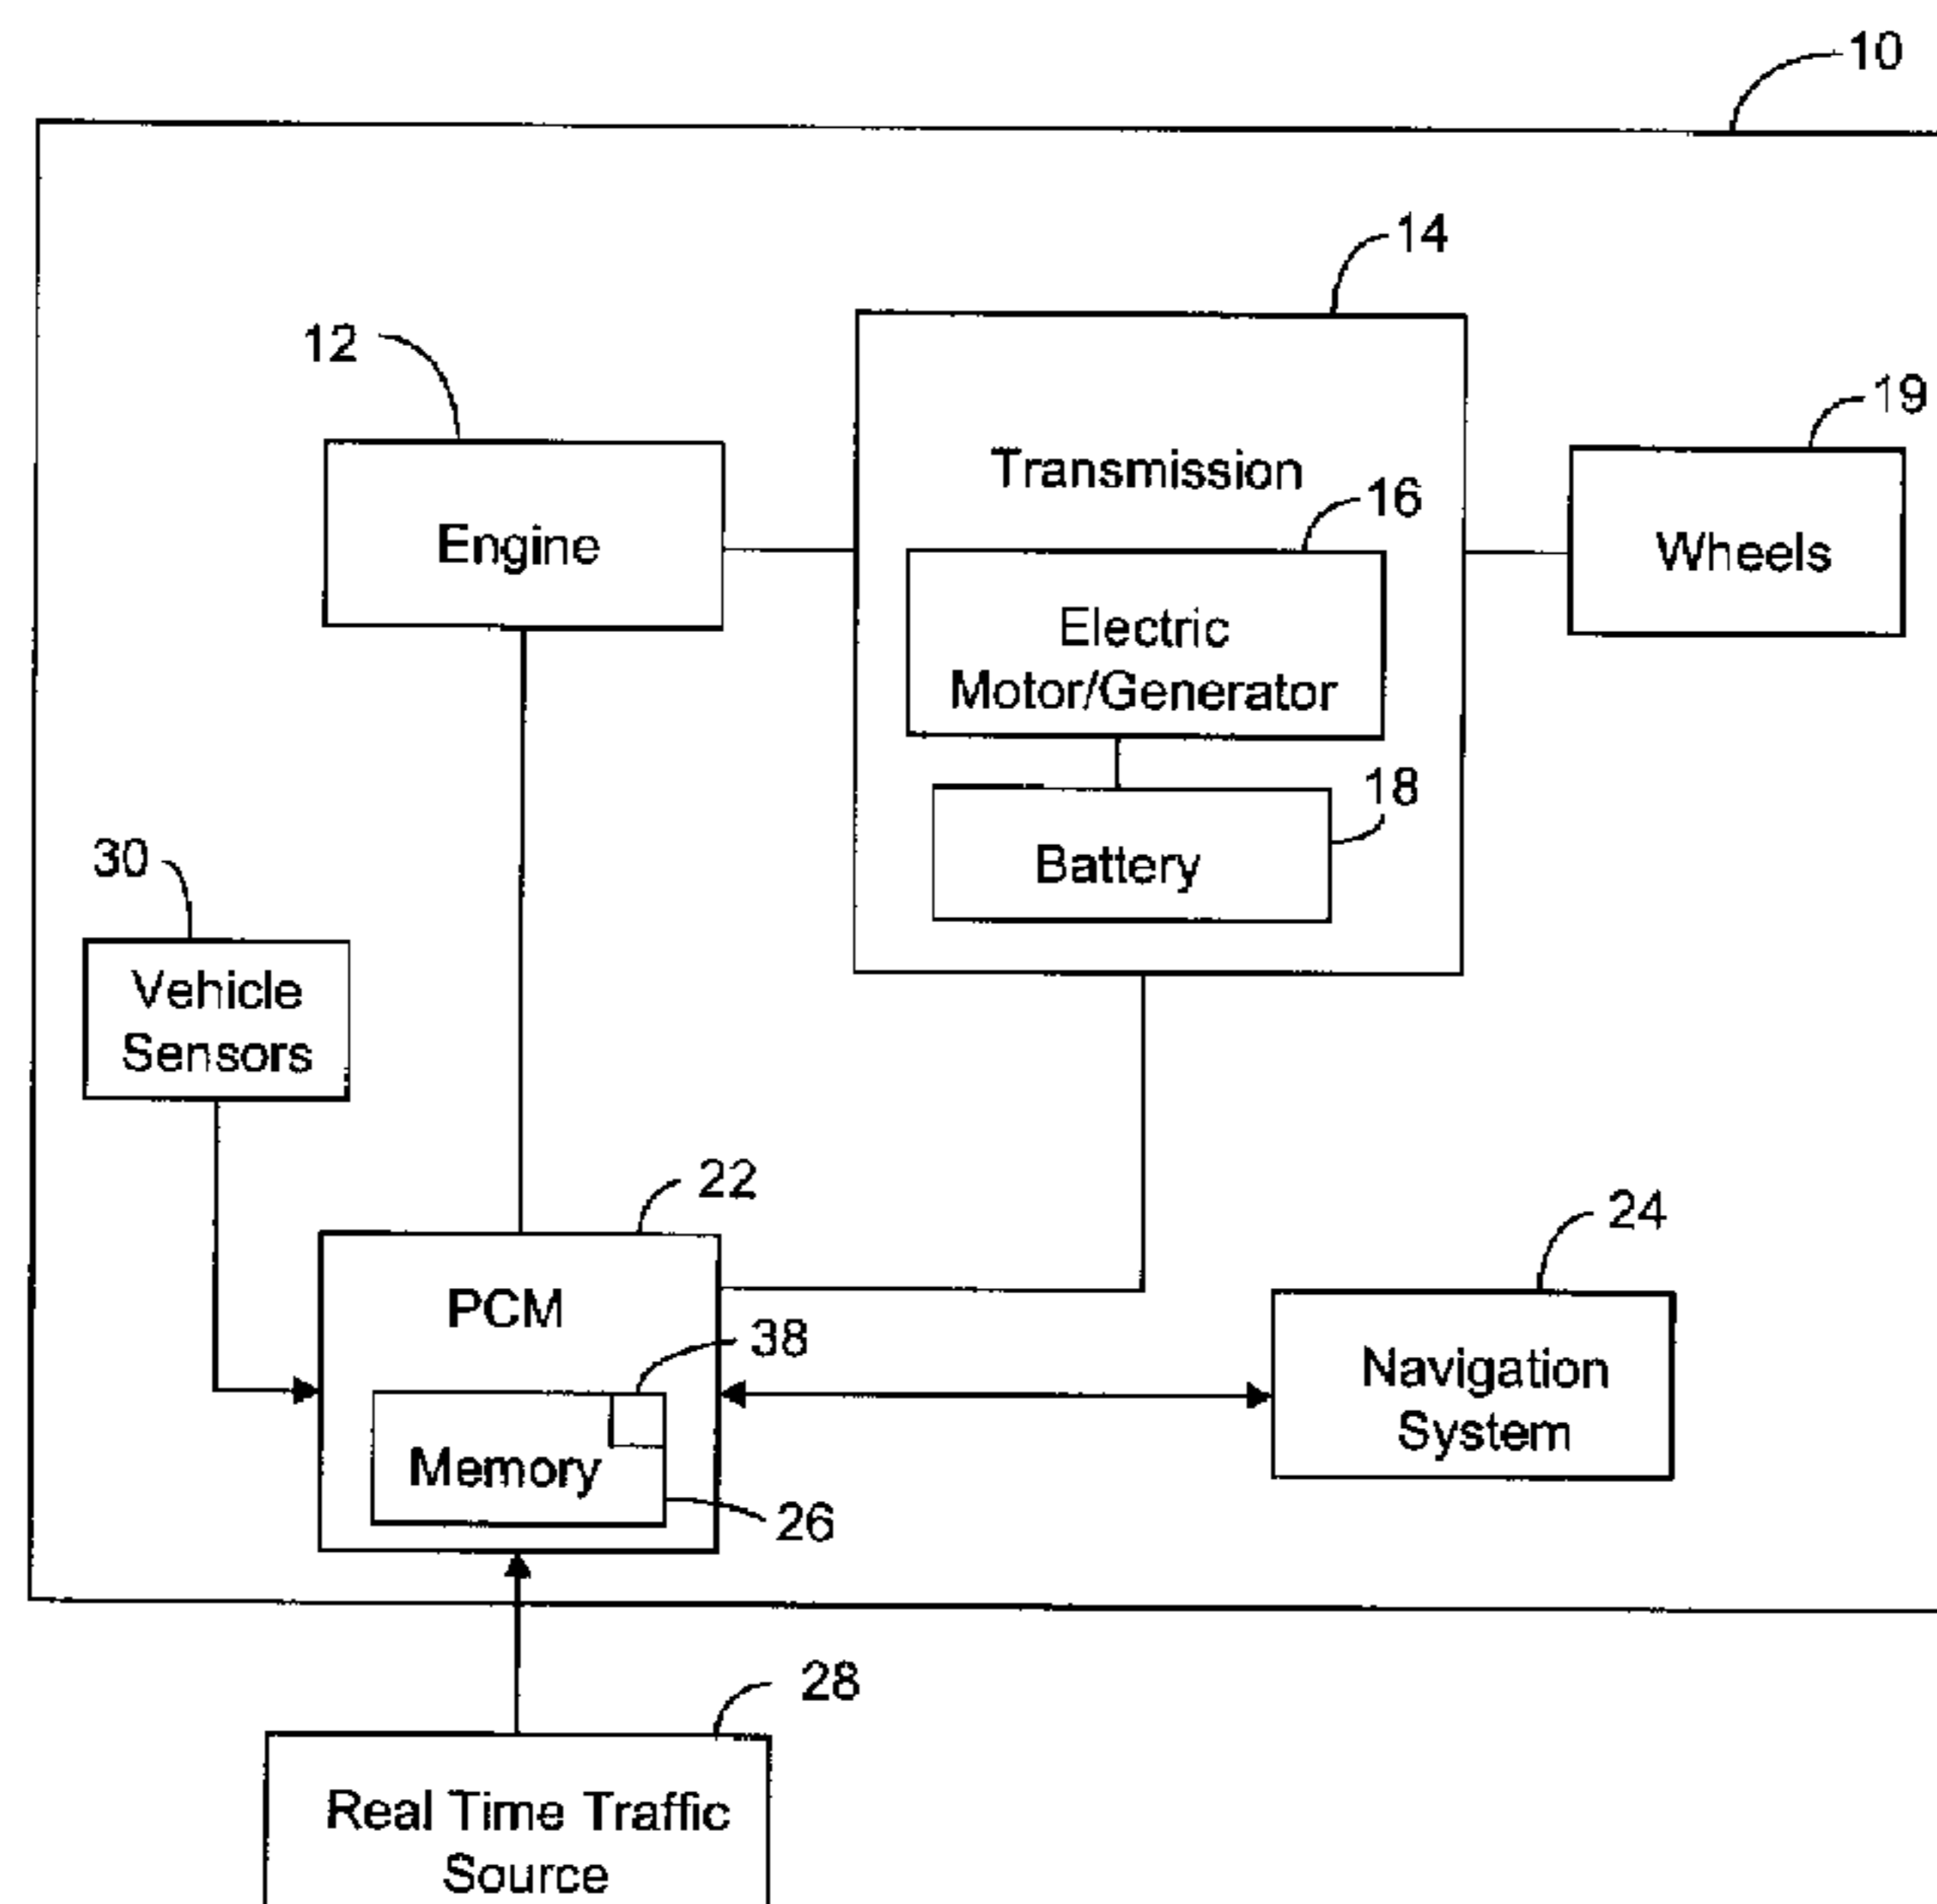 10
14
12
19
Transmission
16
Engine
Wheels
Electric
Motor/Generator
18
30
Battery
Vehicle
Sensors
22
24
PCM
38
Navigation
System
Memory
26
28
Real Time Traffic
Source